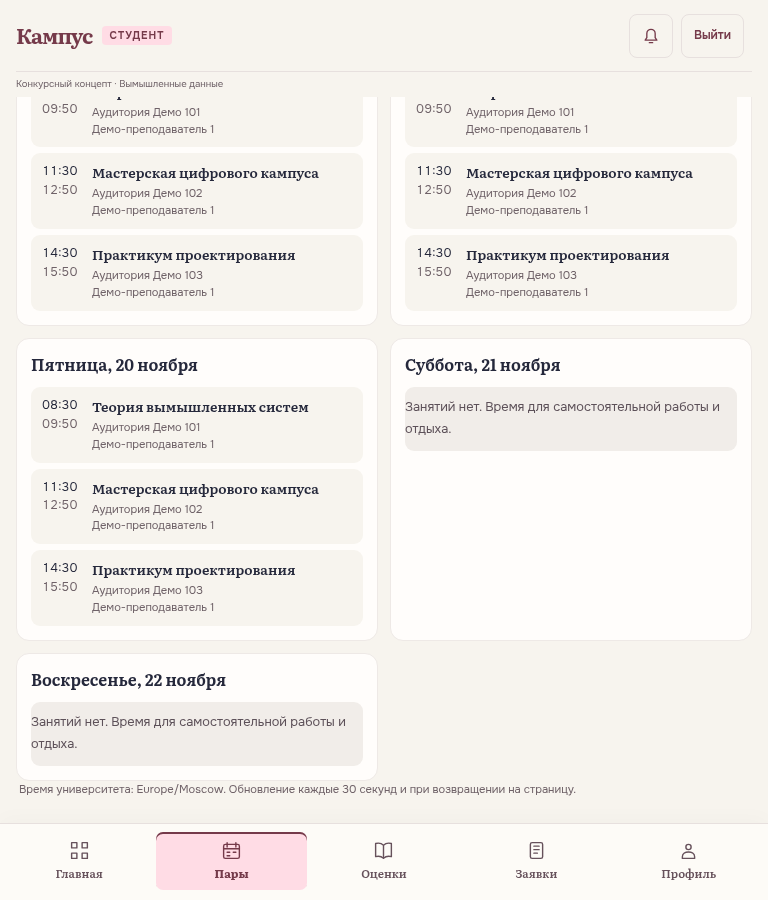 Кампус
СТУДЕНТ
Выйти
Конкурсный концепт · Вымышленные данные
09:50
Аудитория Демо 101
Демо-преподаватель 1
11:30
12:50
Мастерская цифрового кампуса
Аудитория Демо 102
Демо-преподаватель 1
14:30
15:50
Практикум проектирования
Аудитория Демо 103
Демо-преподаватель 1
09:50
Аудитория Демо 101
Демо-преподаватель 1
11:30
12:50
Мастерская цифрового кампуса
Аудитория Демо 102
Демо-преподаватель 1
14:30
15:50
Практикум проектирования
Аудитория Демо 103
Демо-преподаватель 1
Пятница, 20 ноября
08:30
09:50
Теория вымышленных систем
Аудитория Демо 101
Демо-преподаватель 1
11:30
12:50
Мастерская цифрового кампуса
Аудитория Демо 102
Демо-преподаватель 1
14:30
15:50
Практикум проектирования
Аудитория Демо 103
Демо-преподаватель 1
Суббота, 21 ноября
Занятий нет. Время для самостоятельной работы и
отдыха.
Воскресенье, 22 ноября
Занятий нет. Время для самостоятельной работы и
отдыха.
Время университета: Europe/Moscow. Обновление каждые 30 секунд и при возвращении на страницу.
Главная
Пары
Оценки
Заявки
Профиль